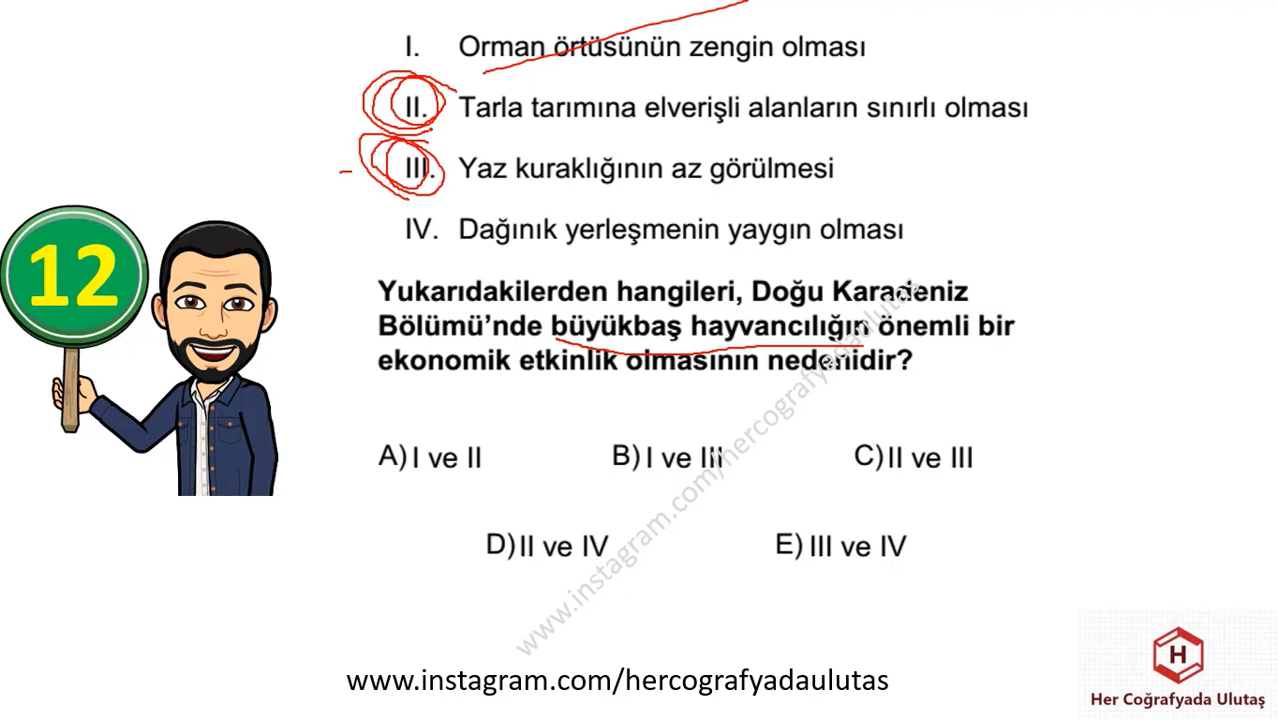 I. Orman örtüsünün zengin olması
II. Tarla tarımına elverişli alanların sınırlı olması
III. Yaz kuraklığının az görülmesi
IV. Dağınık yerleşmenin yaygın olması
12
Yukarıdakilerden hangileri, Doğu Karadeniz
Bölümü’nde büyükbaş hayvancılığın önemli bir
ekonomik etkinlik olmasının nedenidir?
A) I ve II B) I ve III C) II ve III
D) II ve IV E) III ve IV
www.instagram.com/hercografyadaulutas
www.instagram.com/hercografyadaulutas
H
Her Coğrafyada Ulutaş